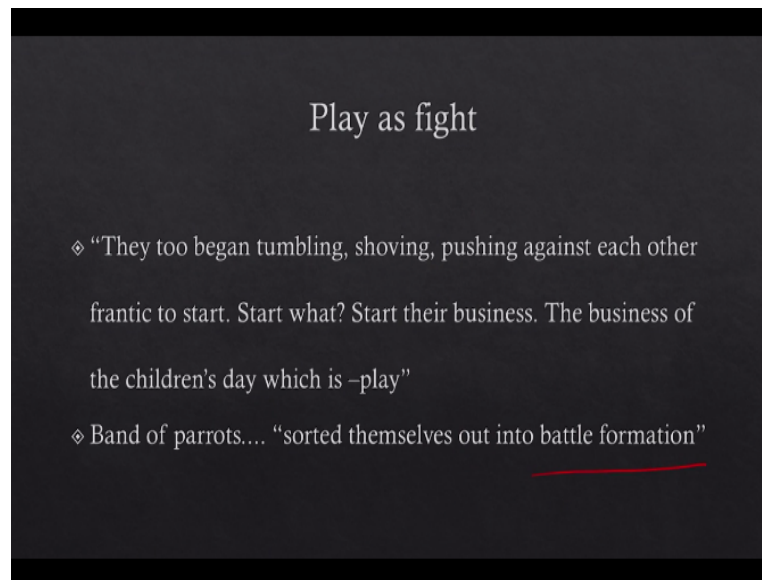 Play as fight
“They too began tumbling, shoving, pushing against each other
frantic to start. Start what? Start their business. The business of
the children’s day which is –play”
Band of parrots.... “sorted themselves out into battle formation”